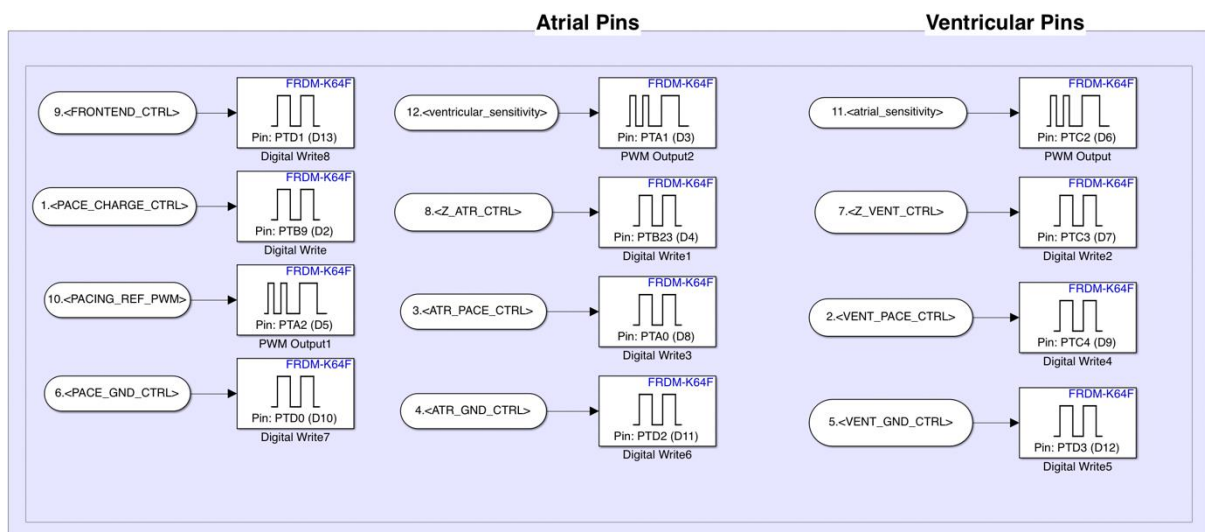 Atrial Pins
Ventricular Pins
9.<FRONTEND_CTRL>
FRDM-K64F
Pin: PTD1 (D13)
Digital Write8
12.<ventricular_sensitivity>
FRDM-K64F
Pin: PTA1 (D3)
PWM Output2
11.<atrial_sensitivity>
FRDM-K64F
Pin: PTC2 (D6)
PWM Output
1.<PACE_CHARGE_CTRL>
FRDM-K64F
Pin: PTB9 (D2)
Digital Write
8.<Z_ATR_CTRL>
FRDM-K64F
Pin: PTB23 (D4)
Digital Write1
7.<Z_VENT_CTRL>
FRDM-K64F
Pin: PTC3 (D7)
Digital Write2
10.<PACING_REF_PWM>
FRDM-K64F
Pin: PTA2 (D5)
PWM Output1
3.<ATR_PACE_CTRL>
FRDM-K64F
Pin: PTA0 (D8)
Digital Write3
2.<VENT_PACE_CTRL>
FRDM-K64F
Pin: PTC4 (D9)
Digital Write4
6.<PACE_GND_CTRL>
FRDM-K64F
Pin: PTD0 (D10)
Digital Write7
4.<ATR_GND_CTRL>
FRDM-K64F
Pin: PTD2 (D11)
Digital Write6
5.<VENT_GND_CTRL>
FRDM-K64F
Pin: PTD3 (D12)
Digital Write5